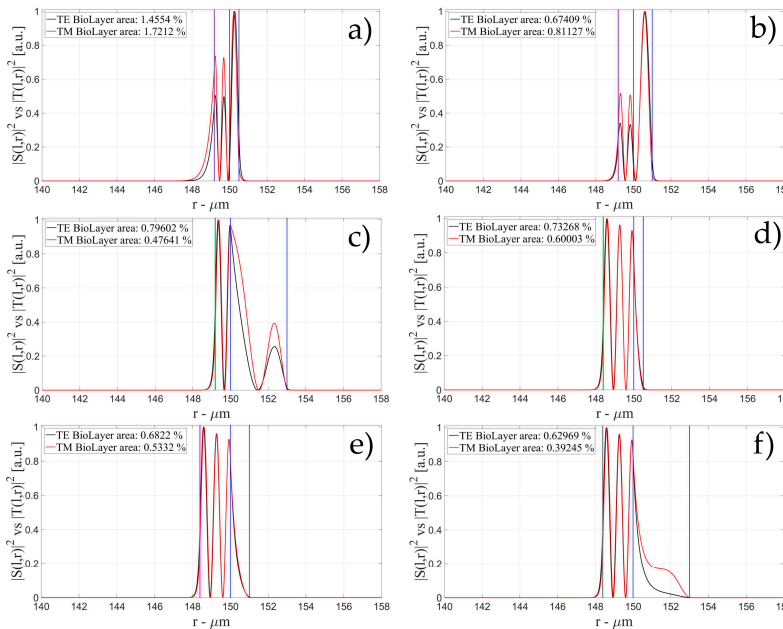 a)
TE BioLayer area: 1.4554 %
TM BioLayer area: 1.7212 %
|S(l,r)|² vs |T(l,r)|² [a.u.]
1
0.8
0.6
0.4
0.2
0
140 142 144 146 148 150 152 154 156 158
r - μm
b)
TE BioLayer area: 0.67409 %
TM BioLayer area: 0.81127 %
|S(l,r)|² vs |T(l,r)|² [a.u.]
1
0.8
0.6
0.4
0.2
0
140 142 144 146 148 150 152 154 156 158
r - μm
c)
TE BioLayer area: 0.79602 %
TM BioLayer area: 0.47641 %
|S(l,r)|² vs |T(l,r)|² [a.u.]
1
0.8
0.6
0.4
0.2
0
140 142 144 146 148 150 152 154 156 158
r - μm
d)
TE BioLayer area: 0.73268 %
TM BioLayer area: 0.60003 %
|S(l,r)|² vs |T(l,r)|² [a.u.]
1
0.8
0.6
0.4
0.2
0
140 142 144 146 148 150 152 154 156 15
r - μm
e)
TE BioLayer area: 0.6822 %
TM BioLayer area: 0.5332 %
|S(l,r)|² vs |T(l,r)|² [a.u.]
1
0.8
0.6
0.4
0.2
0
140 142 144 146 148 150 152 154 156 158
r - μm
f)
TE BioLayer area: 0.62969 %
TM BioLayer area: 0.39245 %
|S(l,r)|² vs |T(l,r)|² [a.u.]
1
0.8
0.6
0.4
0.2
0
140 142 144 146 148 150 152 154 156 158
r - μm